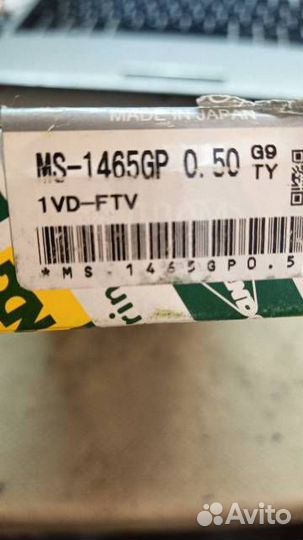 MADE IN JAPAN
MS-1465GP 0.50 G9 TY
1VD-FTV
*MS-1465GP0.5
Avito